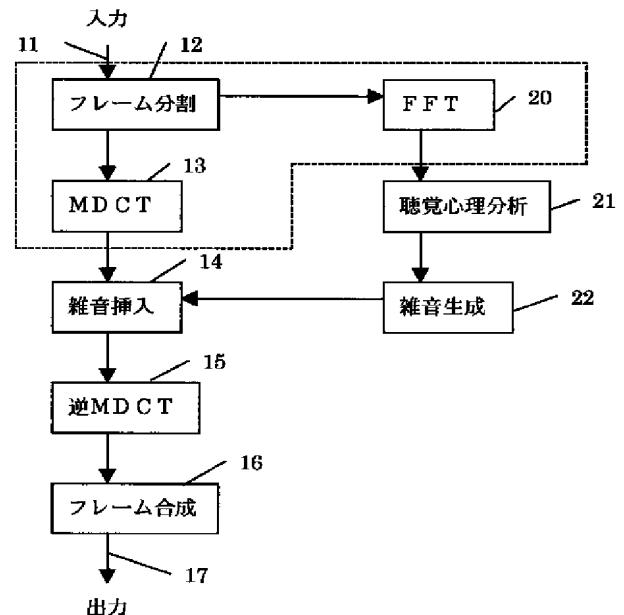 入力
11
12
フレーム分割
ＦＦＴ
20
13
ＭＤＣＴ
聴覚心理分析
21
14
雑音挿入
雑音生成
22
15
逆ＭＤＣＴ
16
フレーム合成
17
出力